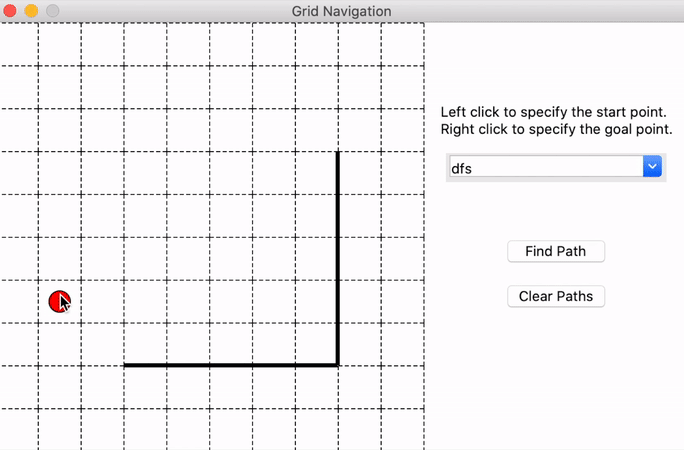 Grid Navigation
Left click to specify the start point.
Right click to specify the goal point.
dfs
Find Path
Clear Paths